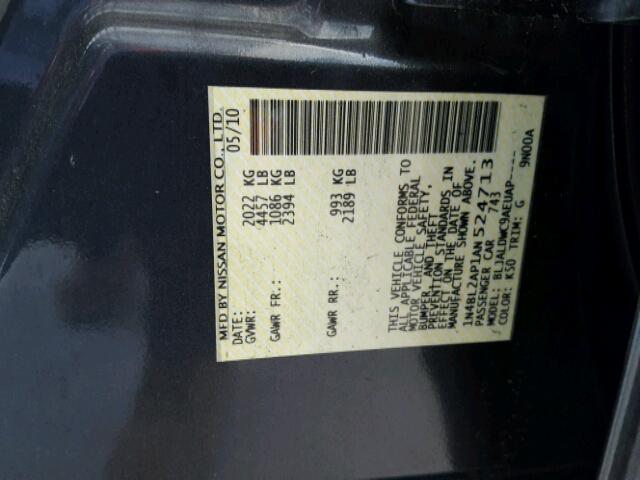 MFD BY NISSAN MOTOR CO., LTD.
DATE: 05/10
GVWR: 2022 KG
4457 LB
GAWR FR.: 1086 KG
2394 LB
GAWR RR.: 993 KG
2189 LB
THIS VEHICLE CONFORMS TO
ALL APPLICABLE FEDERAL
MOTOR VEHICLE SAFETY,
BUMPER, AND THEFT
PREVENTION STANDARDS IN
EFFECT ON THE DATE OF
MANUFACTURE SHOWN ABOVE.
1N4BL2AP1AN524713
PASSENGER CAR 743
MODEL: BLJALDWC9AEUAP-----
COLOR: K50 TRIM: G 9N00A